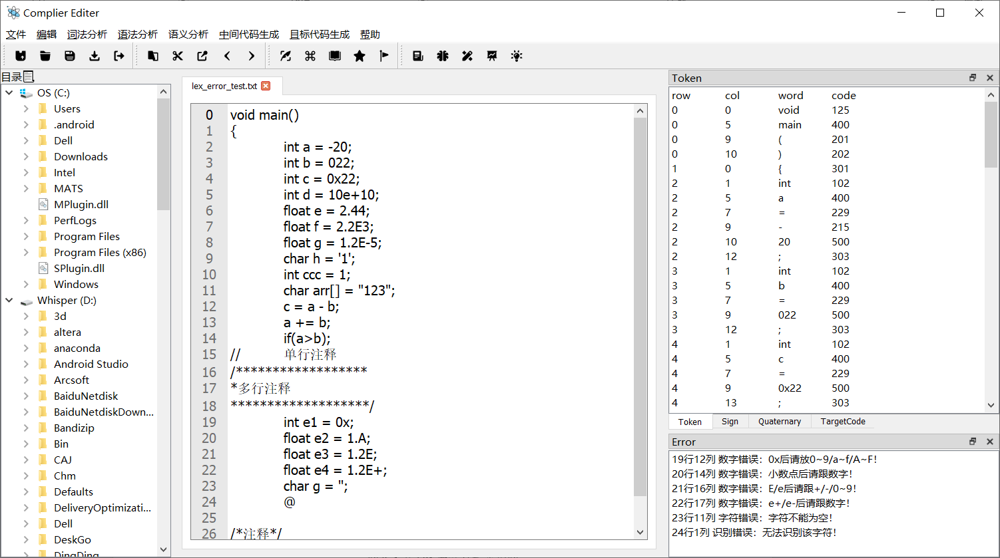 Complier Editer
文件 编辑 词法分析 语法分析 语义分析 中间代码生成 目标代码生成 帮助
目录
OS (C:)
Users
.android
Dell
Downloads
Intel
MATS
MPlugin.dll
PerfLogs
Program Files
Program Files (x86)
SPlugin.dll
Windows
Whisper (D:)
3d
altera
anaconda
Android Studio
Arcsoft
BaiduNetdisk
BaiduNetdiskDown...
Bandizip
Bin
CAJ
Chm
Defaults
DeliveryOptimizati...
Dell
DeskGo
DingDing
lex_error_test.txt
0 void main()
1 {
2 int a = -20;
3 int b = 022;
4 int c = 0x22;
5 int d = 10e+10;
6 float e = 2.44;
7 float f = 2.2E3;
8 float g = 1.2E-5;
9 char h = '1';
10 int ccc = 1;
11 char arr[] = "123";
12 c = a - b;
13 a += b;
14 if(a>b);
15 // 单行注释
16 /******************
17 *多行注释
18 *******************/
19 int e1 = 0x;
20 float e2 = 1.A;
21 float e3 = 1.2E;
22 float e4 = 1.2E+;
23 char g = '';
24 @
25
26 /*注释*/
Token
row col word code
0 0 void 125
0 5 main 400
0 9 ( 201
0 10 ) 202
1 0 { 301
2 1 int 102
2 5 a 400
2 7 = 229
2 9 - 215
2 10 20 500
2 12 ; 303
3 1 int 102
3 5 b 400
3 7 = 229
3 9 022 500
3 12 ; 303
4 1 int 102
4 5 c 400
4 7 = 229
4 9 0x22 500
4 13 ; 303
Token Sign Quaternary TargetCode
Error
19行12列 数字错误：0x后请放0~9/a~f/A~F！
20行14列 数字错误：小数点后请跟数字！
21行16列 数字错误：E/e后请跟+/-/0~9！
22行17列 数字错误：e+/e-后请跟数字！
23行11列 字符错误：字符不能为空！
24行1列 识别错误：无法识别该字符！